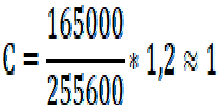 C = 165000/255600 * 1,2 ≈ 1